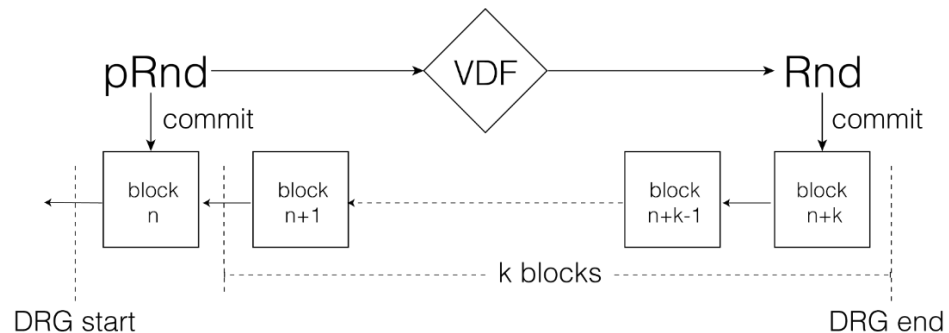 pRnd
VDF
Rnd
commit
commit
block
n
block
n+1
block
n+k-1
block
n+k
k blocks
DRG start
DRG end